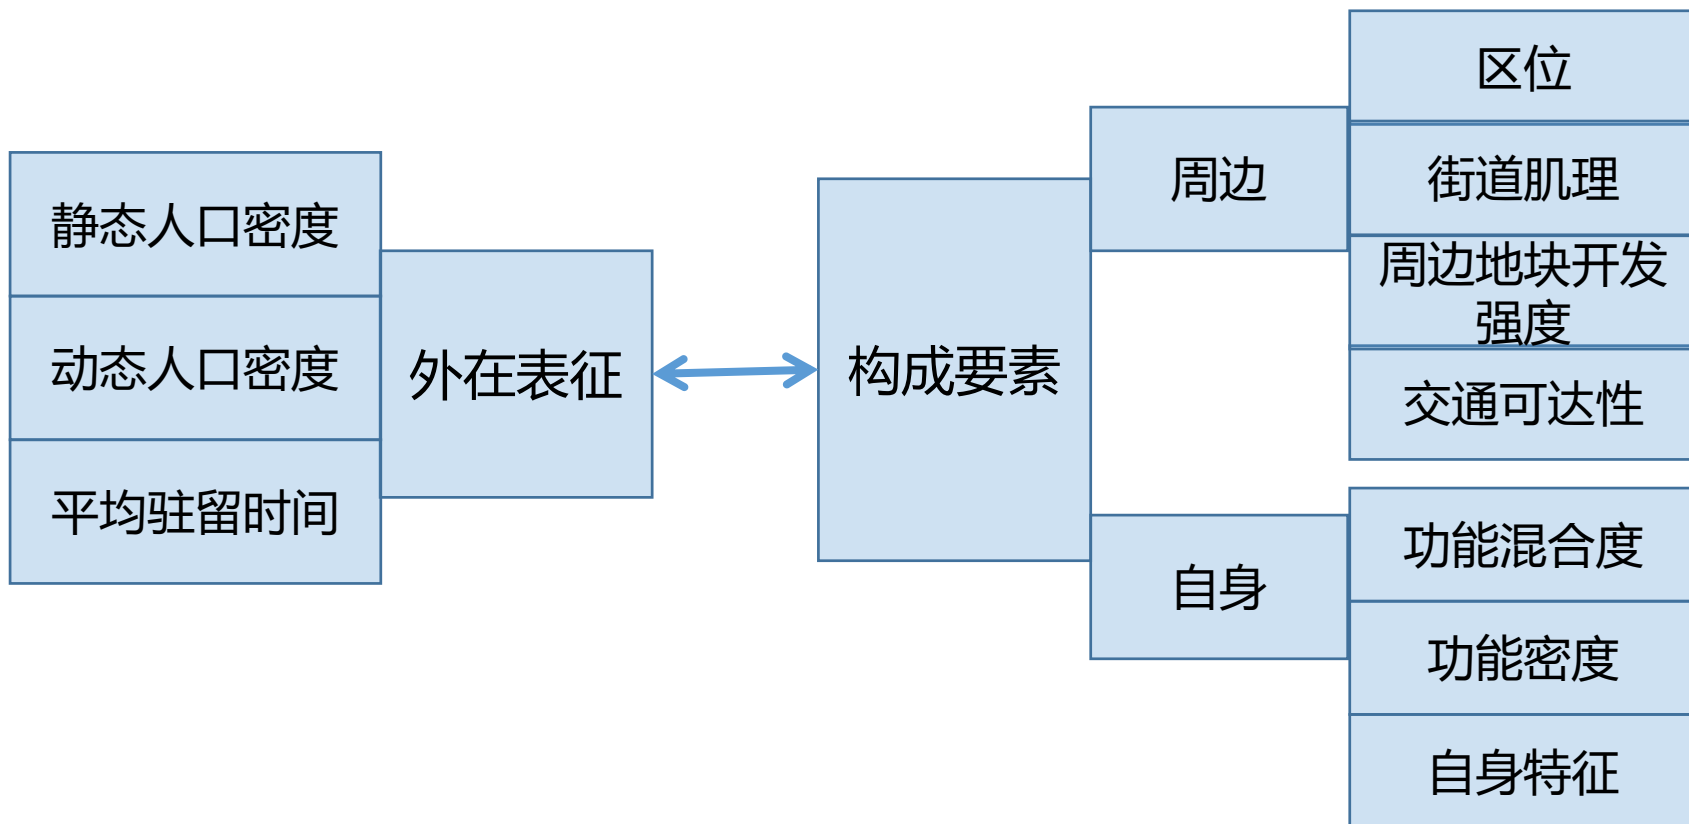 静态人口密度
动态人口密度
平均驻留时间
外在表征
构成要素
周边
区位
街道肌理
周边地块开发
强度
交通可达性
自身
功能混合度
功能密度
自身特征